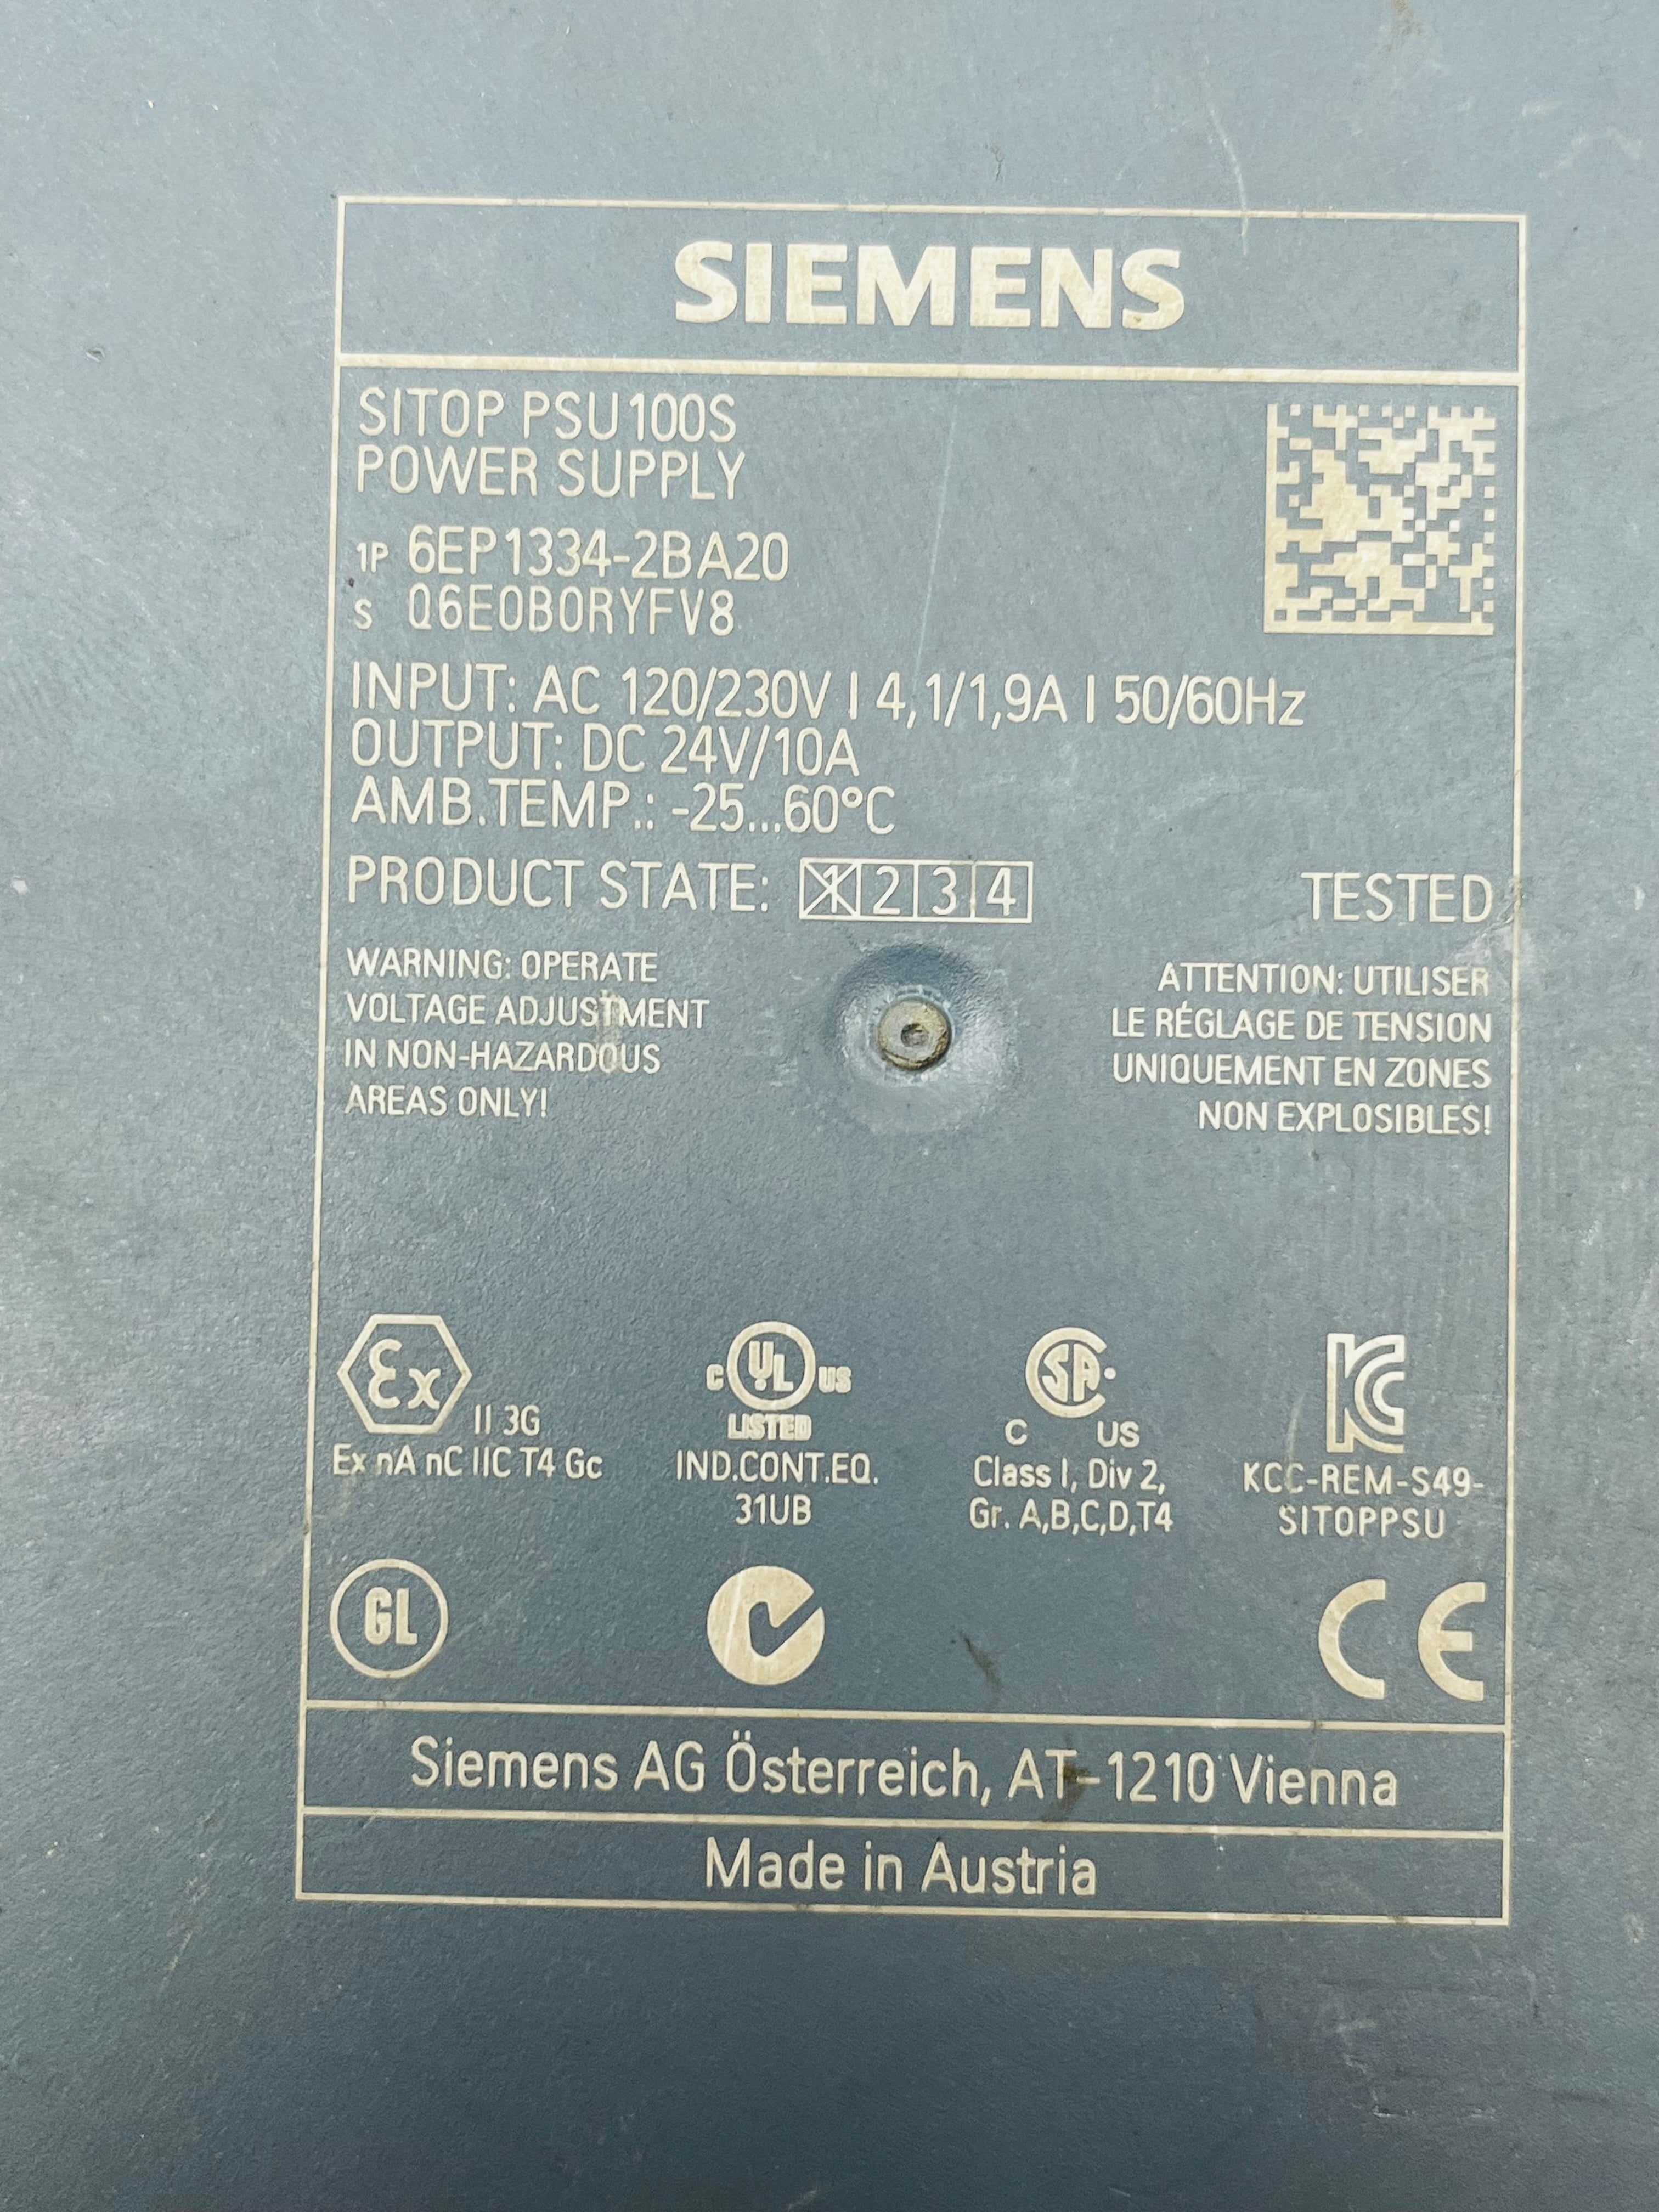 SIEMENS
SITOP PSU100S
POWER SUPPLY
1P 6EP1334-2BA20
S Q6E0B0RYFV8
INPUT: AC 120/230V | 4,1/1,9A | 50/60Hz
OUTPUT: DC 24V/10A
AMB.TEMP.: -25...60°C
PRODUCT STATE: 1 2 3 4
TESTED
WARNING: OPERATE
VOLTAGE ADJUSTMENT
IN NON-HAZARDOUS
AREAS ONLY!
ATTENTION: UTILISER
LE RÉGLAGE DE TENSION
UNIQUEMENT EN ZONES
NON EXPLOSIBLES!
Ex II 3G
Ex nA nC IIC T4 Gc
C UL US
LISTED
IND.CONT.EQ.
31UB
SA
C US
Class I, Div 2,
Gr. A,B,C,D,T4
KC
KCC-REM-S49-
SITOPPSU
GL
CE
Siemens AG Österreich, AT-1210 Vienna
Made in Austria